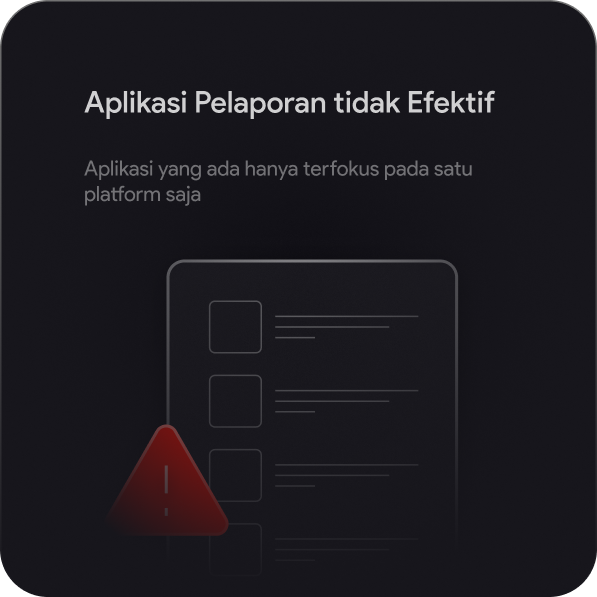 Aplikasi Pelaporan tidak Efektif
Aplikasi yang ada hanya terfokus pada satu
platform saja